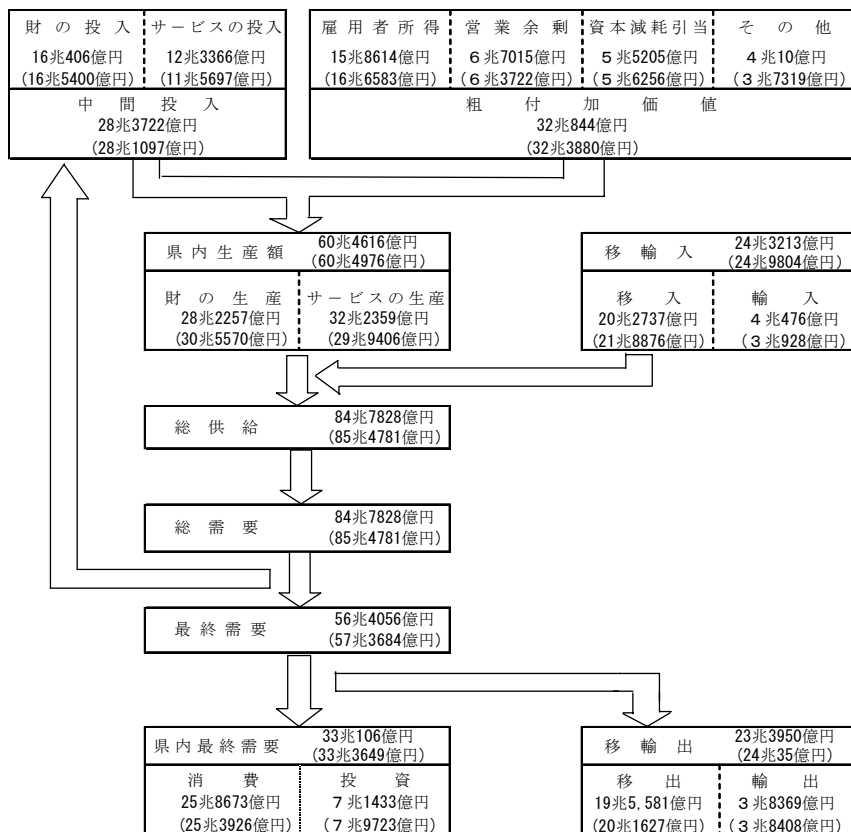 財の投入 サービスの投入 雇用者所得 営業余剰 資本減耗引当 その他
16兆406億円 12兆3366億円 15兆8614億円 6兆7015億円 5兆5205億円 4兆10億円
(16兆5400億円) (11兆5697億円) (16兆6583億円) (6兆3722億円) (5兆6256億円) (3兆7319億円)
中間投入 粗付加価値
28兆3722億円 32兆844億円
(28兆1097億円) (32兆3880億円)
県内生産額 60兆4616億円 移輸入 24兆3213億円
(60兆4976億円) (24兆9804億円)
財の生産 サービスの生産 移入 輸入
28兆2257億円 32兆2359億円 20兆2737億円 4兆476億円
(30兆5570億円) (29兆9406億円) (21兆8876億円) (3兆928億円)
総供給 84兆7828億円
(85兆4781億円)
総需要 84兆7828億円
(85兆4781億円)
最終需要 56兆4056億円
(57兆3684億円)
県内最終需要 33兆106億円 移輸出 23兆3950億円
(33兆3649億円) (24兆35億円)
消費 投資 移出 輸出
25兆8673億円 7兆1433億円 19兆5,581億円 3兆8369億円
(25兆3926億円) (7兆9723億円) (20兆1627億円) (3兆8408億円)